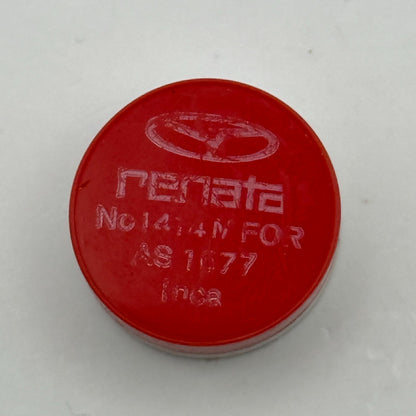 renata
No 1414 N FOR
AS 1677
Inca